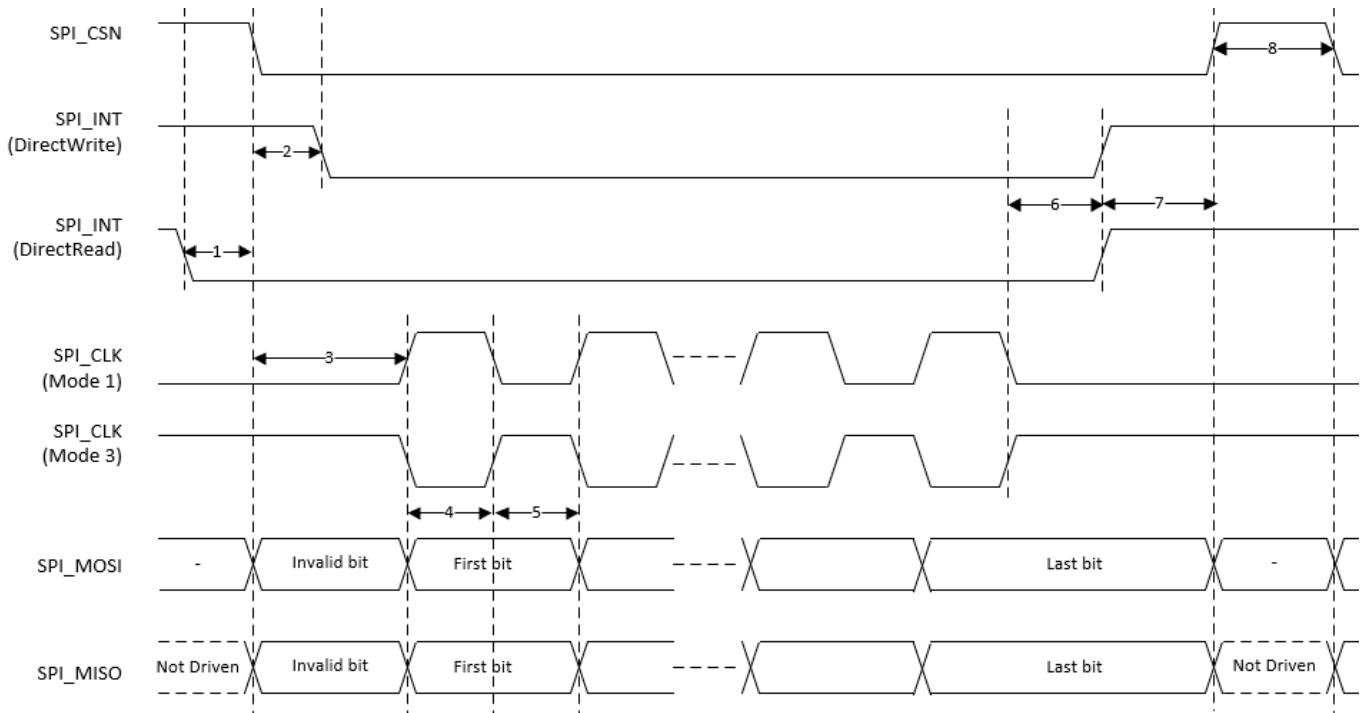 SPI_CSN
8
SPI_INT
(DirectWrite)
2
6
7
SPI_INT
(DirectRead)
1
SPI_CLK
(Mode 1)
3
SPI_CLK
(Mode 3)
4
5
SPI_MOSI
-
Invalid bit
First bit
Last bit
-
SPI_MISO
Not Driven
Invalid bit
First bit
Last bit
Not Driven